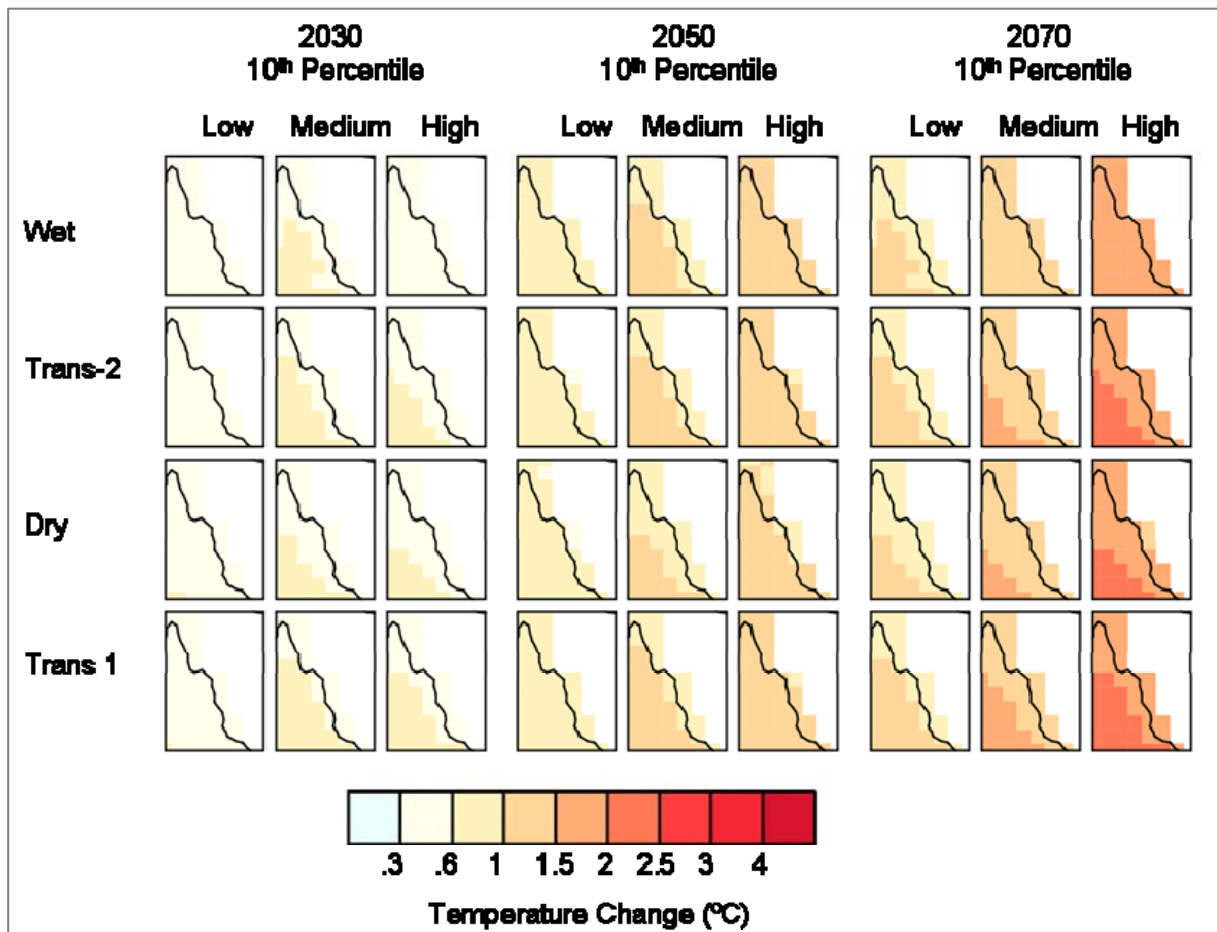 2030 2050 2070
10th Percentile 10th Percentile 10th Percentile
Low Medium High Low Medium High Low Medium High
Wet
Trans-2
Dry
Trans 1
.3 .6 1 1.5 2 2.5 3 4
Temperature Change (ºC)